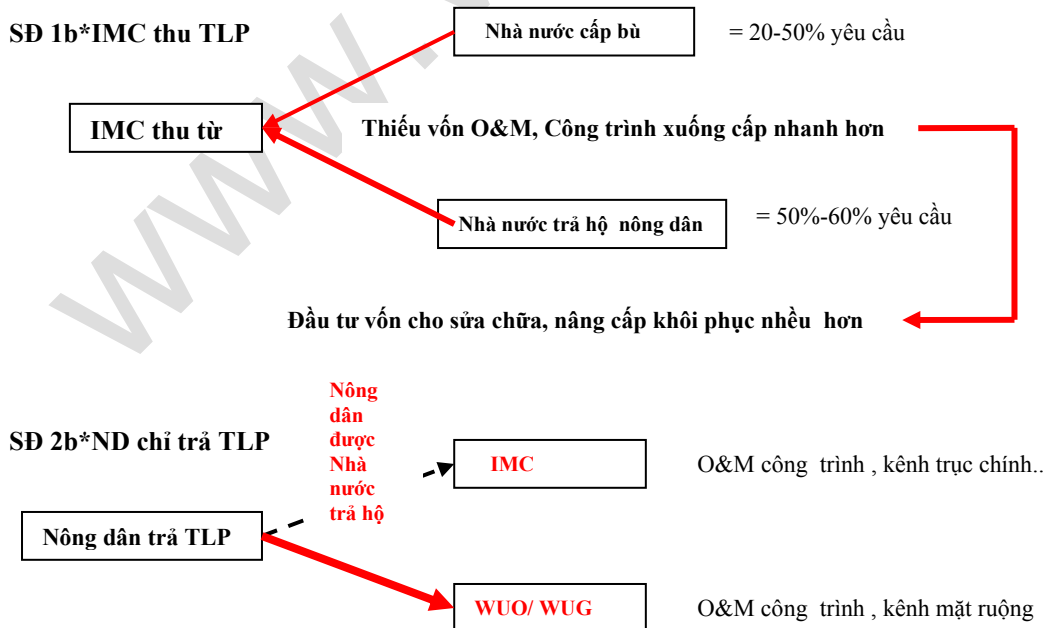 SĐ 1b*IMC thu TLP
Nhà nước cấp bù
= 20-50% yêu cầu
IMC thu từ
Thiếu vốn O&M, Công trình xuống cấp nhanh hơn
Nhà nước trả hộ nông dân
= 50%-60% yêu cầu
Đầu tư vốn cho sửa chữa, nâng cấp khôi phục nhều hơn
SĐ 2b*ND chỉ trả TLP
Nông
dân
được
Nhà
nước
trả hộ
IMC
O&M công trình , kênh trục chính..
Nông dân trả TLP
WUO/ WUG
O&M công trình , kênh mặt ruộng
www.